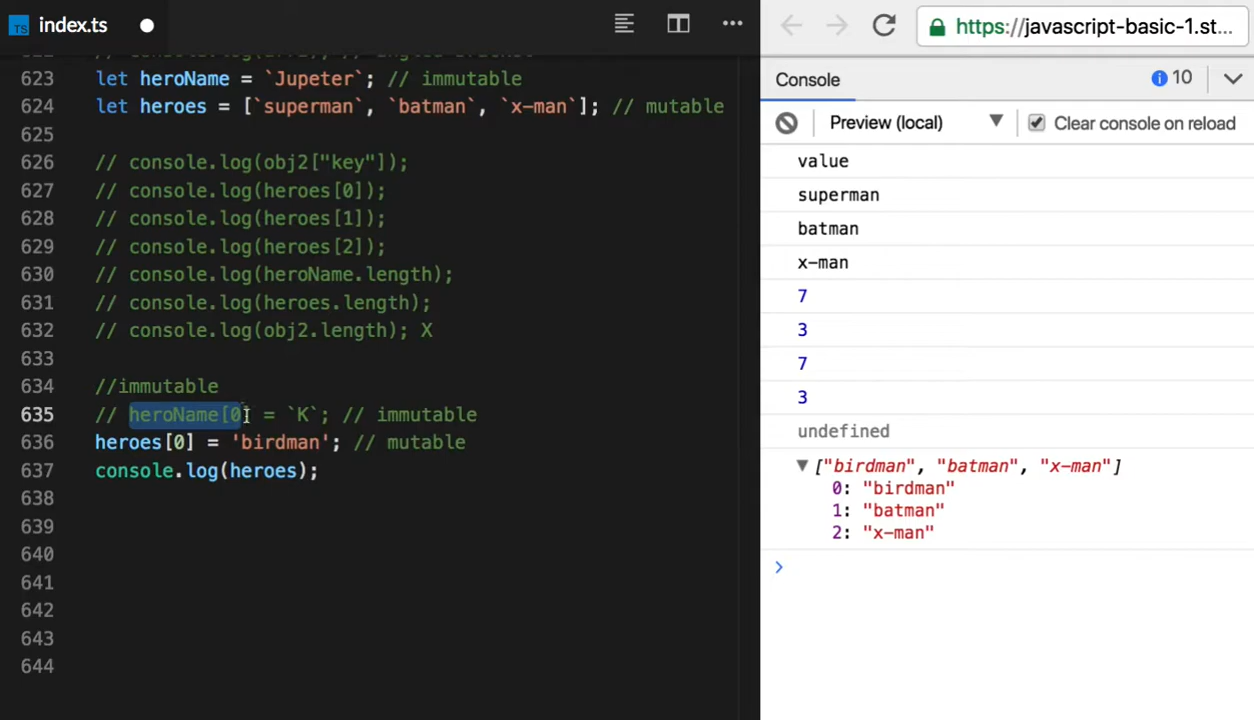 TS index.ts
623 let heroName = `Jupeter`; // immutable
624 let heroes = [`superman`, `batman`, `x-man`]; // mutable
625
626 // console.log(obj2["key"]);
627 // console.log(heroes[0]);
628 // console.log(heroes[1]);
629 // console.log(heroes[2]);
630 // console.log(heroName.length);
631 // console.log(heroes.length);
632 // console.log(obj2.length); X
633
634 //immutable
635 // heroName[0] = `K`; // immutable
636 heroes[0] = 'birdman'; // mutable
637 console.log(heroes);
638
639
640
641
642
643
644
https://javascript-basic-1.st...
Console
10
Preview (local)
Clear console on reload
value
superman
batman
x-man
7
3
7
3
undefined
["birdman", "batman", "x-man"]
0: "birdman"
1: "batman"
2: "x-man"